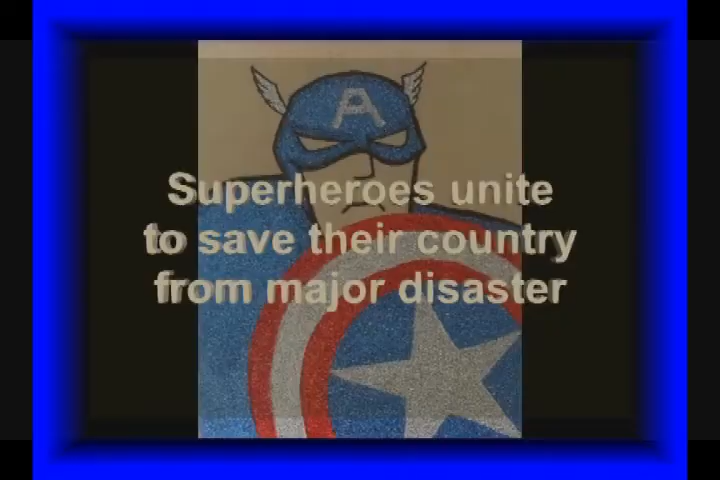 A
Superheroes unite
to save their country
from major disaster